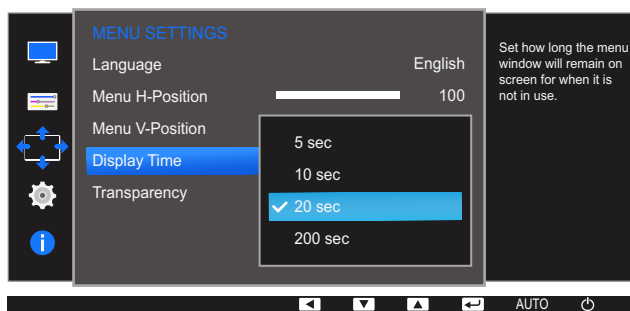 MENU SETTINGS
Language English
Menu H-Position 100
Menu V-Position
Display Time
Transparency
5 sec
10 sec
20 sec
200 sec
Set how long the menu
window will remain on
screen for when it is
not in use.
AUTO